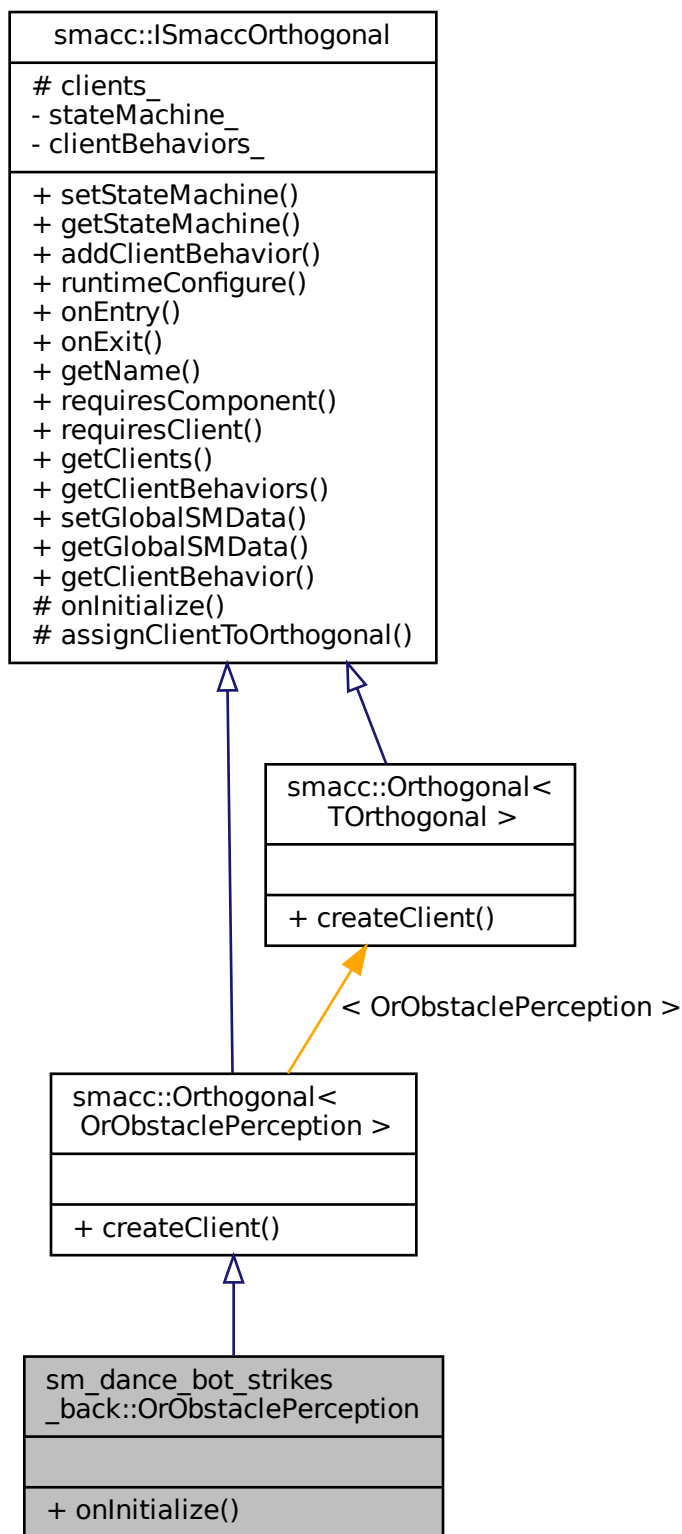 smacc::ISmaccOrthogonal
# clients_
- stateMachine_
- clientBehaviors_
+ setStateMachine()
+ getStateMachine()
+ addClientBehavior()
+ runtimeConfigure()
+ onEntry()
+ onExit()
+ getName()
+ requiresComponent()
+ requiresClient()
+ getClients()
+ getClientBehaviors()
+ setGlobalSMData()
+ getGlobalSMData()
+ getClientBehavior()
# onInitialize()
# assignClientToOrthogonal()
smacc::Orthogonal<
TOrthogonal >
+ createClient()
< OrObstaclePerception >
smacc::Orthogonal<
OrObstaclePerception >
+ createClient()
sm_dance_bot_strikes
_back::OrObstaclePerception
+ onInitialize()